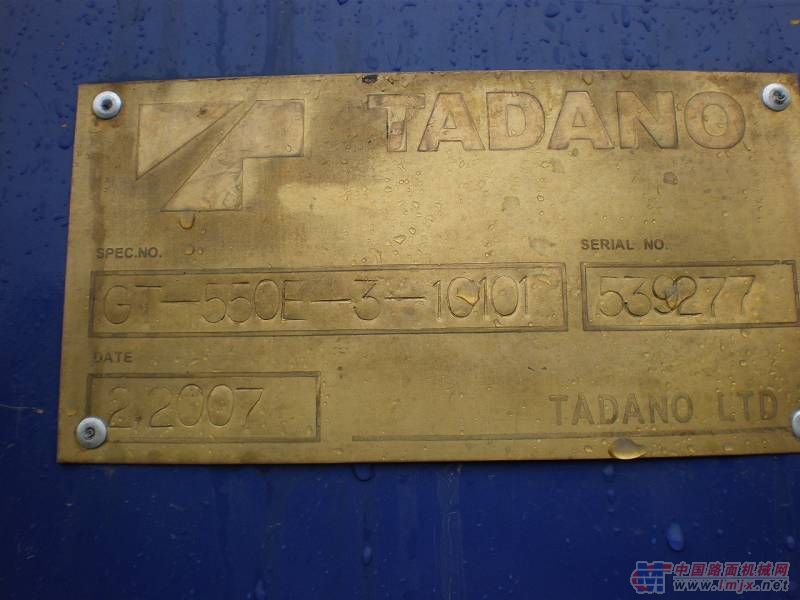 TADANO
SPEC.NO.
SERIAL NO.
GT-550E-3-10101
539277
DATE
2.2007
TADANO LTD
中国路面机械网
www.lmjx.net